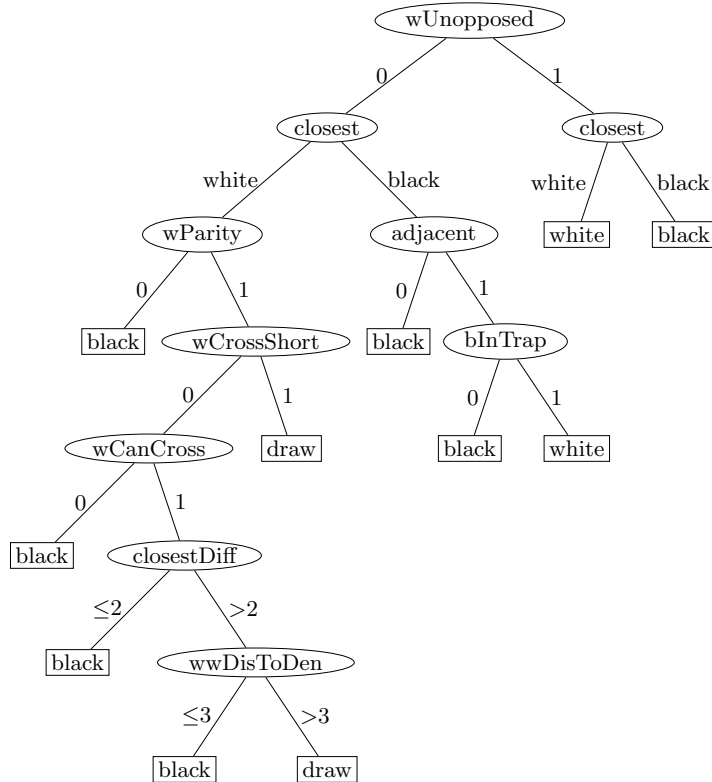 wUnopposed
0 1
closest closest
white black white black
wParity adjacent white black
0 1 0 1
black wCrossShort black bInTrap
0 1 0 1
wCanCross draw black white
0 1
black closestDiff
≤2 >2
black wwDisToDen
≤3 >3
black draw